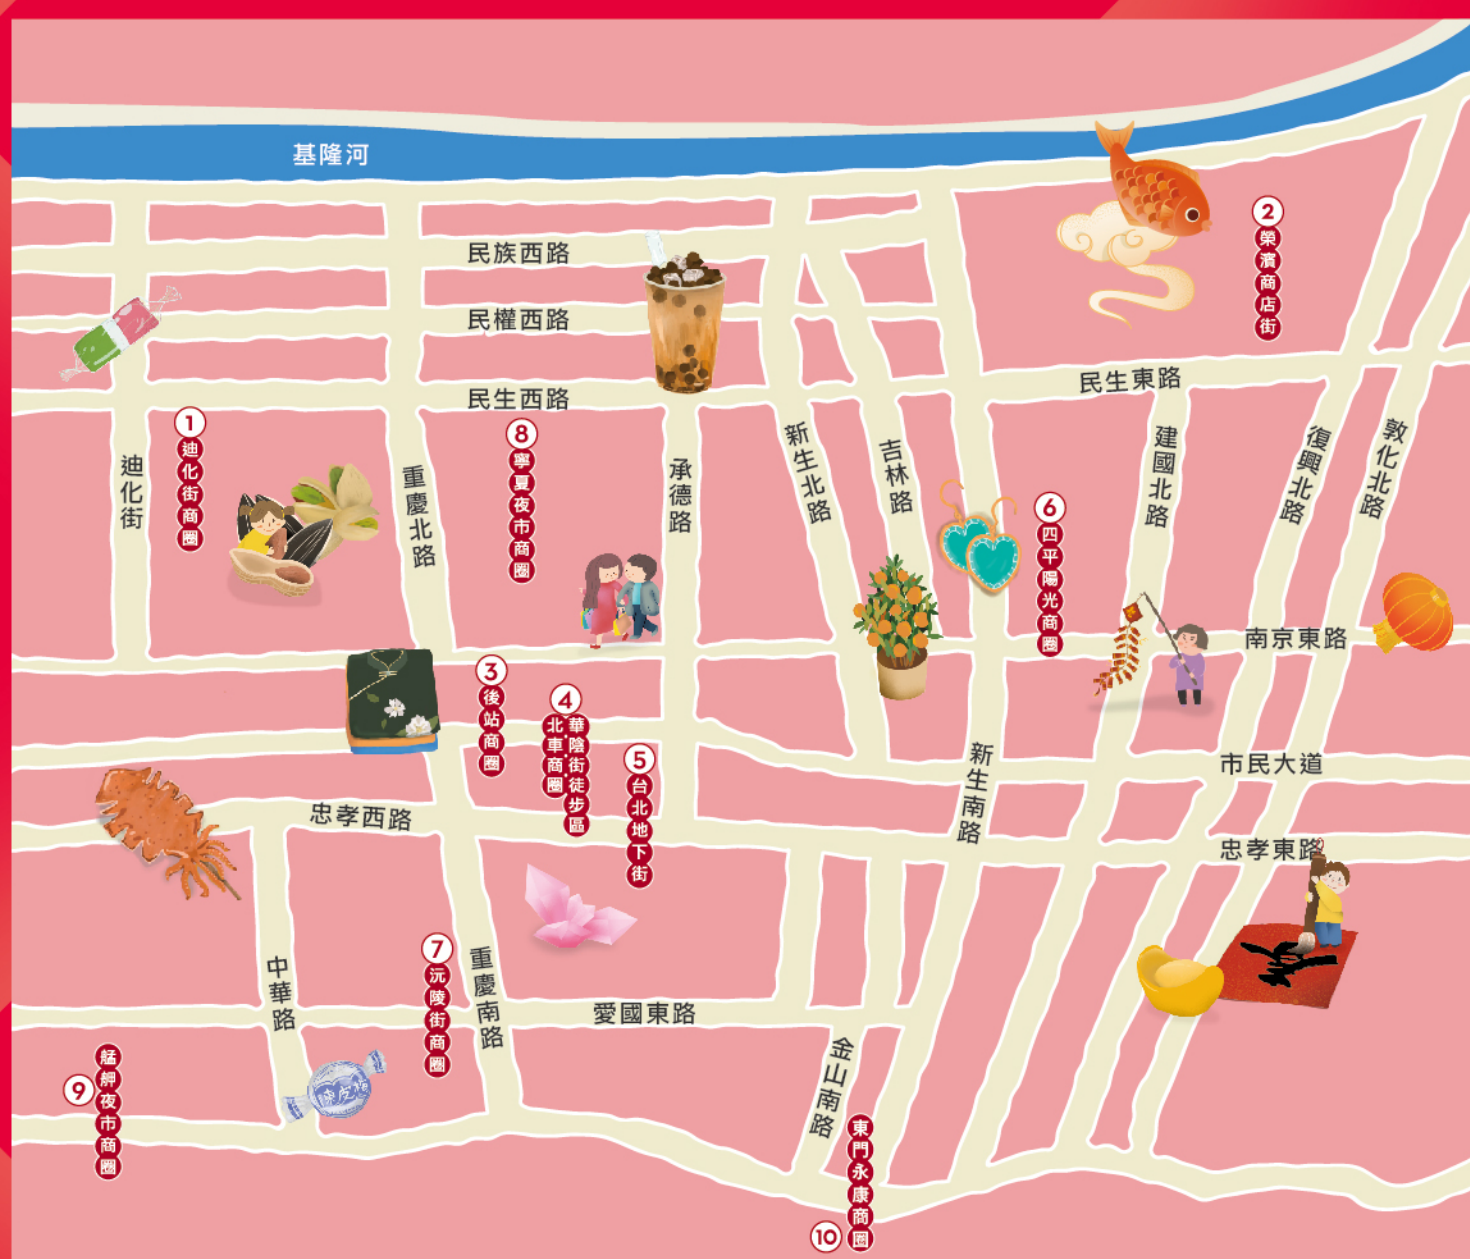 基隆河
2 榮濱商店街
民族西路
民權西路
民生西路
民生東路
1 迪化街商圈
8 寧夏夜市商圈
迪化街
重慶北路
承德路
新生北路
吉林路
6 四平陽光商圈
建國北路
復興北路
敦化北路
南京東路
3 後站商圈
4 華陰街徒步區
北車商圈
5 台北地下街
新生南路
市民大道
忠孝西路
忠孝東路
7 沅陵街商圈
中華路
重慶南路
愛國東路
金山南路
9 艋舺夜市商圈
陳皮梅
10 東門永康商圈